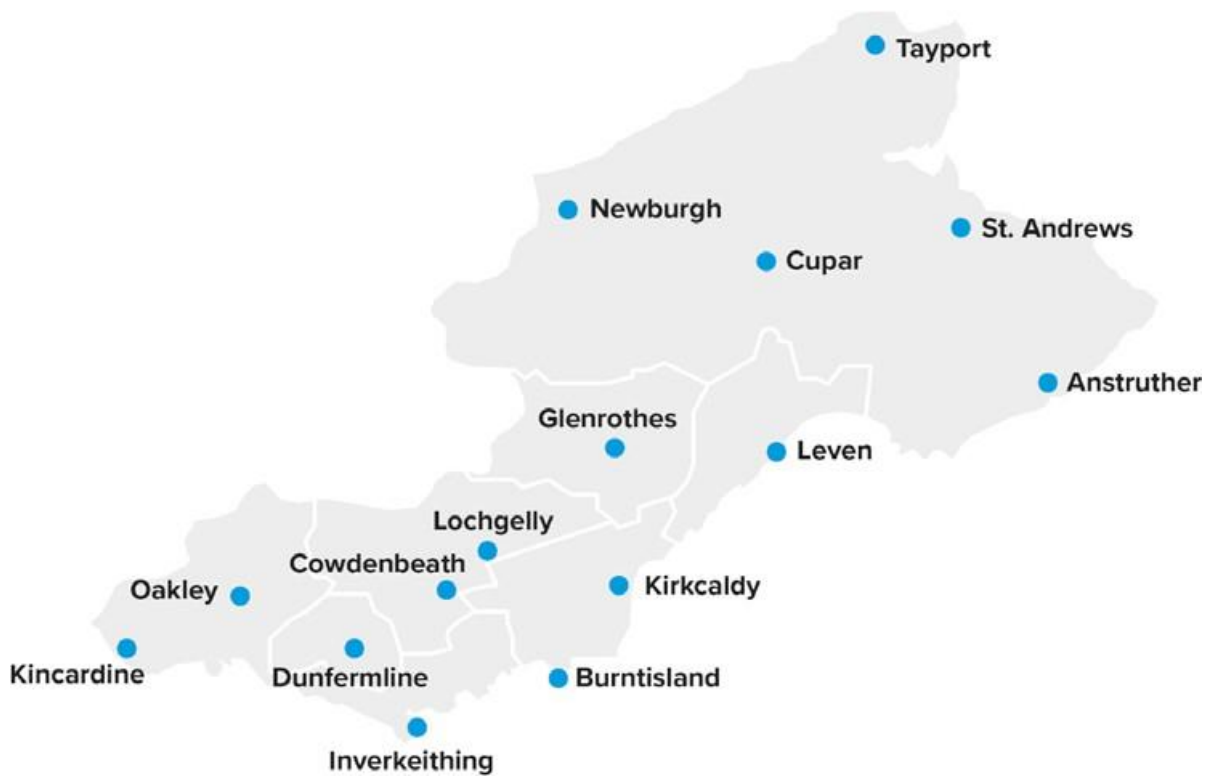 Tayport
Newburgh
St. Andrews
Cupar
Anstruther
Glenrothes
Leven
Lochgelly
Cowdenbeath
Oakley
Kirkcaldy
Kincardine
Dunfermline
Burntisland
Inverkeithing